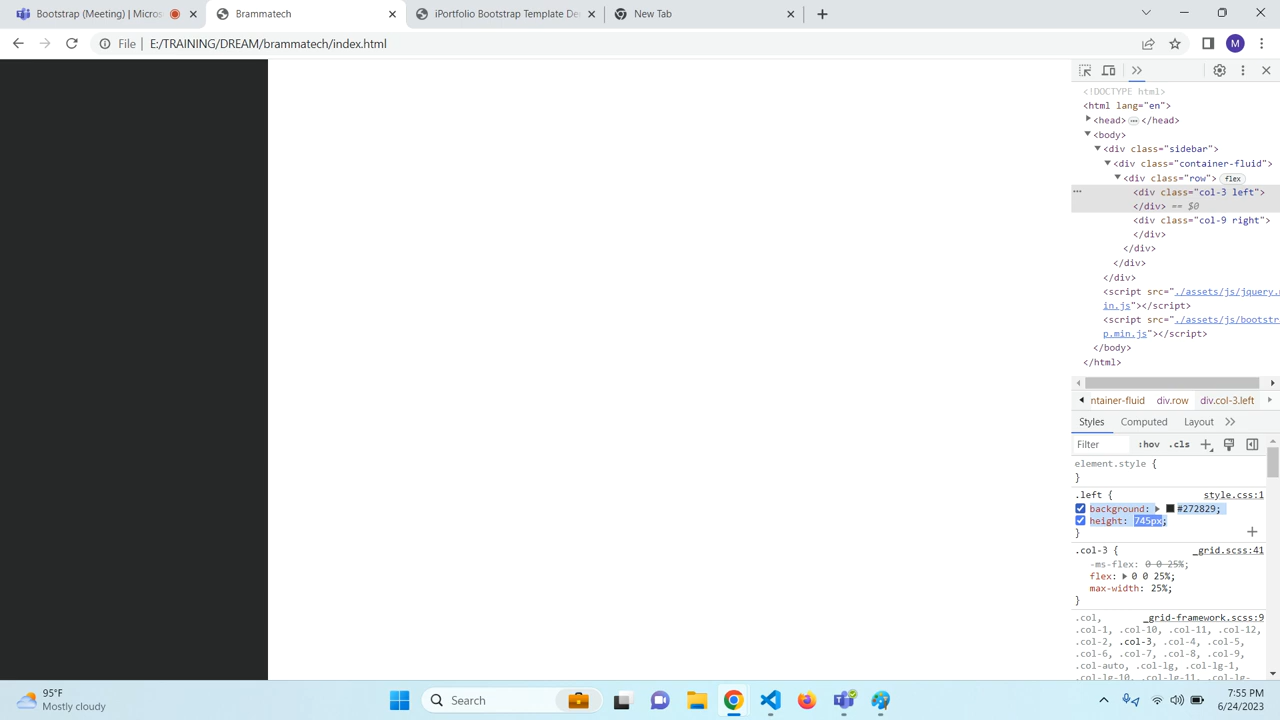 Bootstrap (Meeting) | Micros
Brammatech
iPortfolio Bootstrap Template De
New Tab
File
E:/TRAINING/DREAM/brammatech/index.html
M
<!DOCTYPE html>
<html lang="en">
<head> ... </head>
<body>
<div class="sidebar">
<div class="container-fluid">
<div class="row"> flex
... <div class="col-3 left">
</div> == $0
<div class="col-9 right">
</div>
</div>
</div>
</div>
<script src="./assets/js/jquery.m
in.js"></script>
<script src="./assets/js/bootstr
p.min.js"></script>
</body>
</html>
ntainer-fluid div.row div.col-3.left
Styles Computed Layout
Filter :hov .cls
element.style {
}
.left { style.css:1
background: #272829;
height: 745px;
}
.col-3 { _grid.scss:41
-ms-flex: 0 0 25%;
flex: 0 0 25%;
max-width: 25%;
}
.col, _grid-framework.scss:9
.col-1, .col-10, .col-11, .col-12,
.col-2, .col-3, .col-4, .col-5,
.col-6, .col-7, .col-8, .col-9,
.col-auto, .col-lg, .col-lg-1,
.col-lg-10, .col-lg-11, .col-lg-
95°F
Mostly cloudy
Search
7:55 PM
6/24/2023